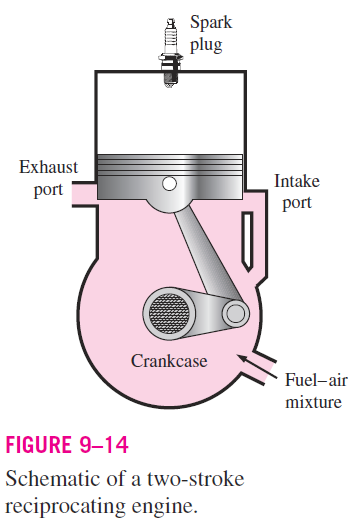 Spark
plug
Exhaust
port
Intake
port
Crankcase
Fuel–air
mixture
FIGURE 9–14
Schematic of a two-stroke
reciprocating engine.